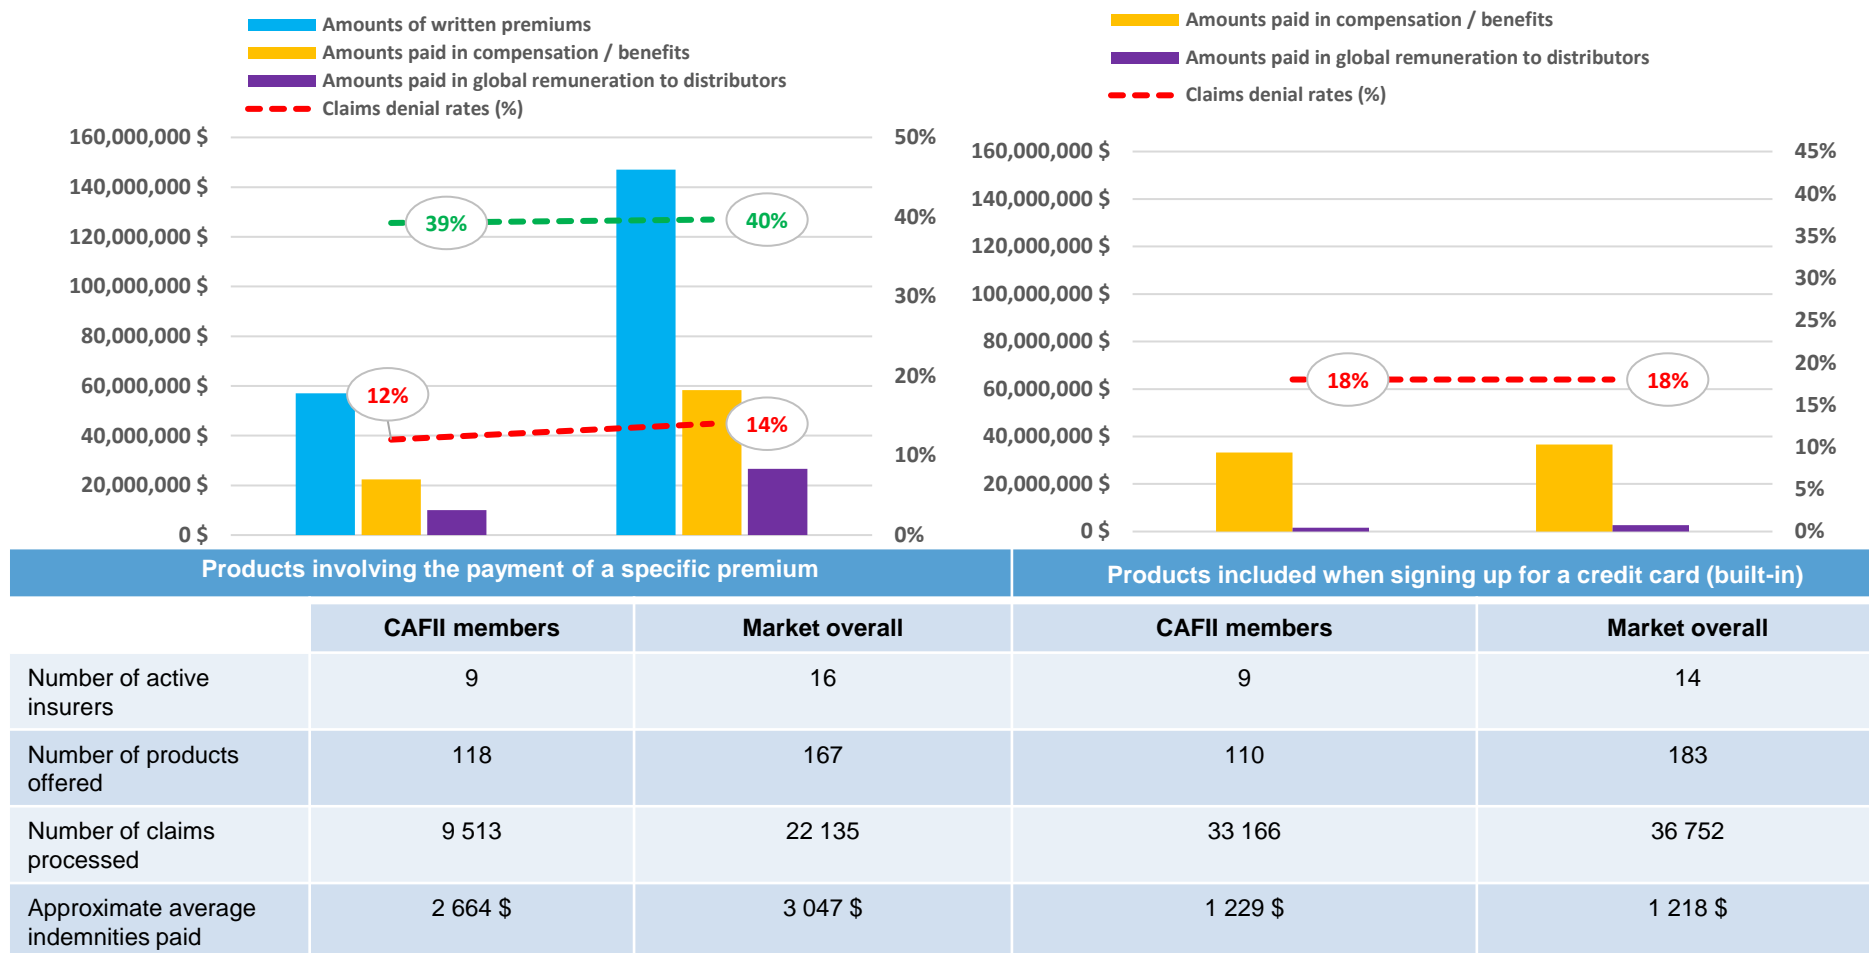 Amounts of written premiums
Amounts paid in compensation / benefits
Amounts paid in global remuneration to distributors
Claims denial rates (%)
160,000,000 $
140,000,000 $
120,000,000 $
100,000,000 $
80,000,000 $
60,000,000 $
40,000,000 $
20,000,000 $
0 $
39%
40%
12%
14%
50%
40%
30%
20%
10%
0%
Amounts paid in compensation / benefits
Amounts paid in global remuneration to distributors
Claims denial rates (%)
160,000,000 $
140,000,000 $
120,000,000 $
100,000,000 $
80,000,000 $
60,000,000 $
40,000,000 $
20,000,000 $
0 $
18%
18%
45%
40%
35%
30%
25%
20%
15%
10%
5%
0%
Products involving the payment of a specific premium
Products included when signing up for a credit card (built-in)
CAFII members
Market overall
CAFII members
Market overall
Number of active
insurers
9
16
9
14
Number of products
offered
118
167
110
183
Number of claims
processed
9 513
22 135
33 166
36 752
Approximate average
indemnities paid
2 664 $
3 047 $
1 229 $
1 218 $